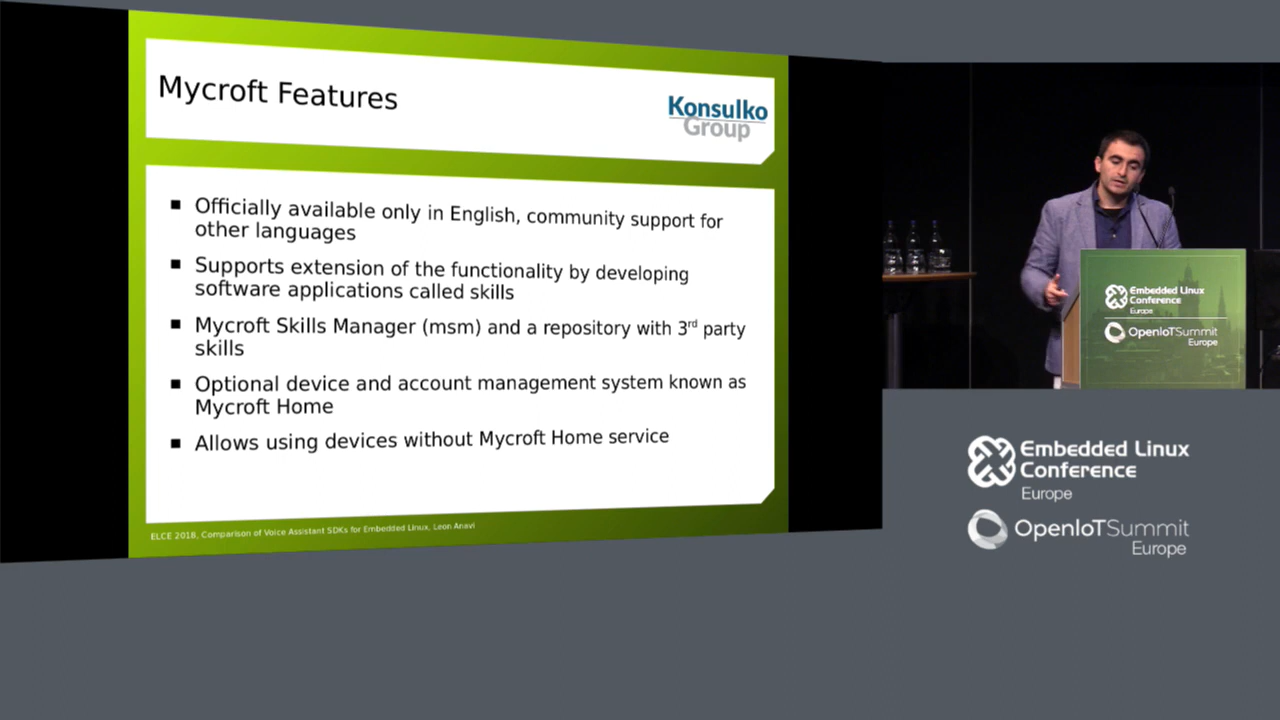 Mycroft Features
Konsulko
Group
Officially available only in English, community support for
other languages
Supports extension of the functionality by developing
software applications called skills
Mycroft Skills Manager (msm) and a repository with 3rd party
skills
Optional device and account management system known as
Mycroft Home
Allows using devices without Mycroft Home service
ELCE 2018, Comparison of Voice Assistant SDKs for Embedded Linux, Leon Anavi
Embedded Linux
Conference
Europe
OpenIoTSummit
Europe
Embedded Linux
Conference
Europe
OpenIoTSummit
Europe